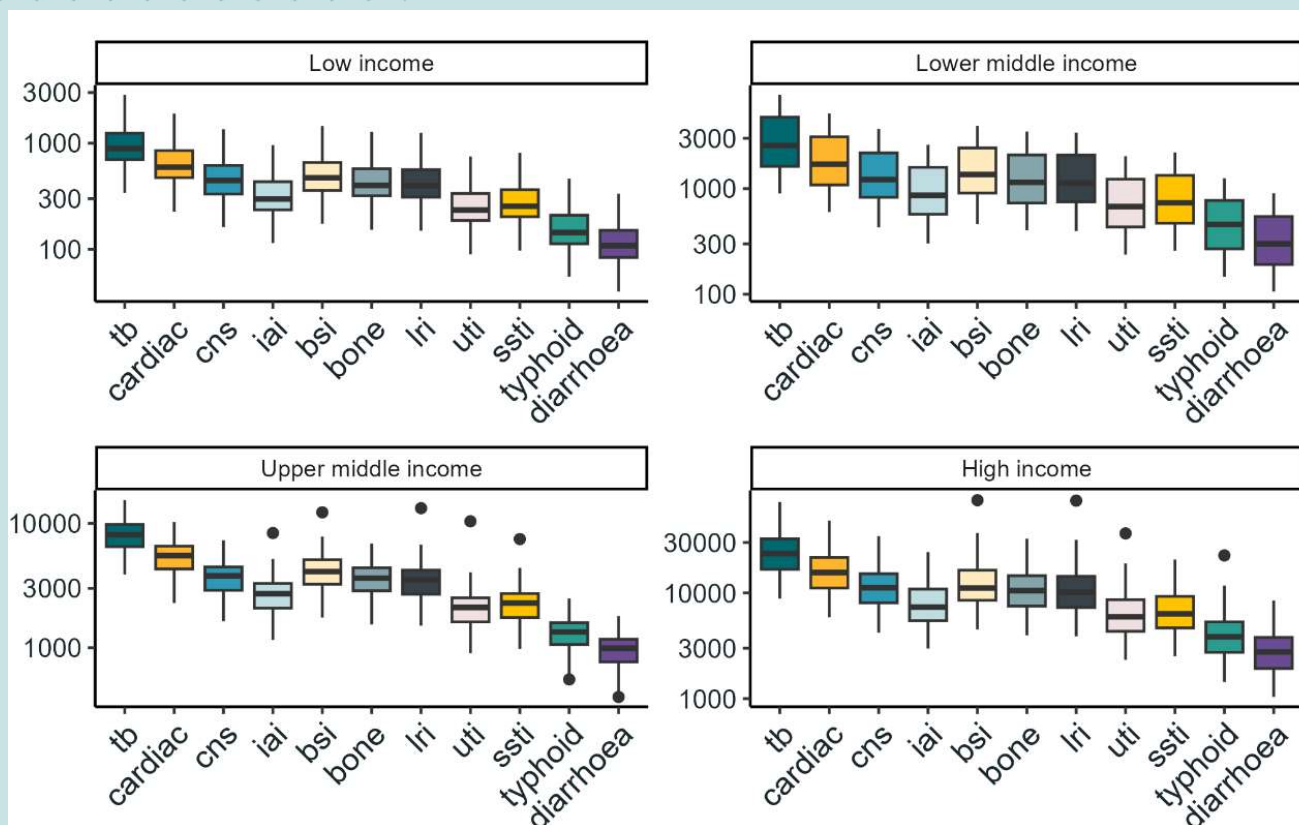 Low income
3000
1000
300
100
tb
cardiac
cns
iai
bsi
bone
lri
uti
ssti
typhoid
diarrhoea
Lower middle income
3000
1000
300
100
tb
cardiac
cns
iai
bsi
bone
lri
uti
ssti
typhoid
diarrhoea
Upper middle income
10000
3000
1000
tb
cardiac
cns
iai
bsi
bone
lri
uti
ssti
typhoid
diarrhoea
High income
30000
10000
3000
1000
tb
cardiac
cns
iai
bsi
bone
lri
uti
ssti
typhoid
diarrhoea